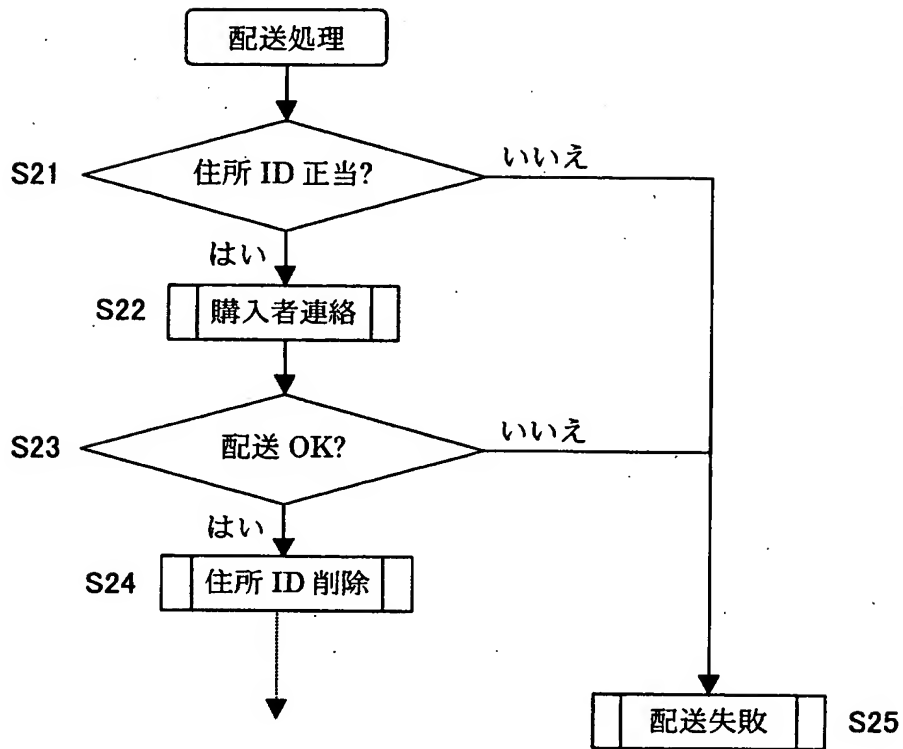 配送処理
S21
住所 ID 正当?
いいえ
はい
S22
購入者連絡
S23
配送 OK?
いいえ
はい
S24
住所 ID 削除
配送失敗
S25